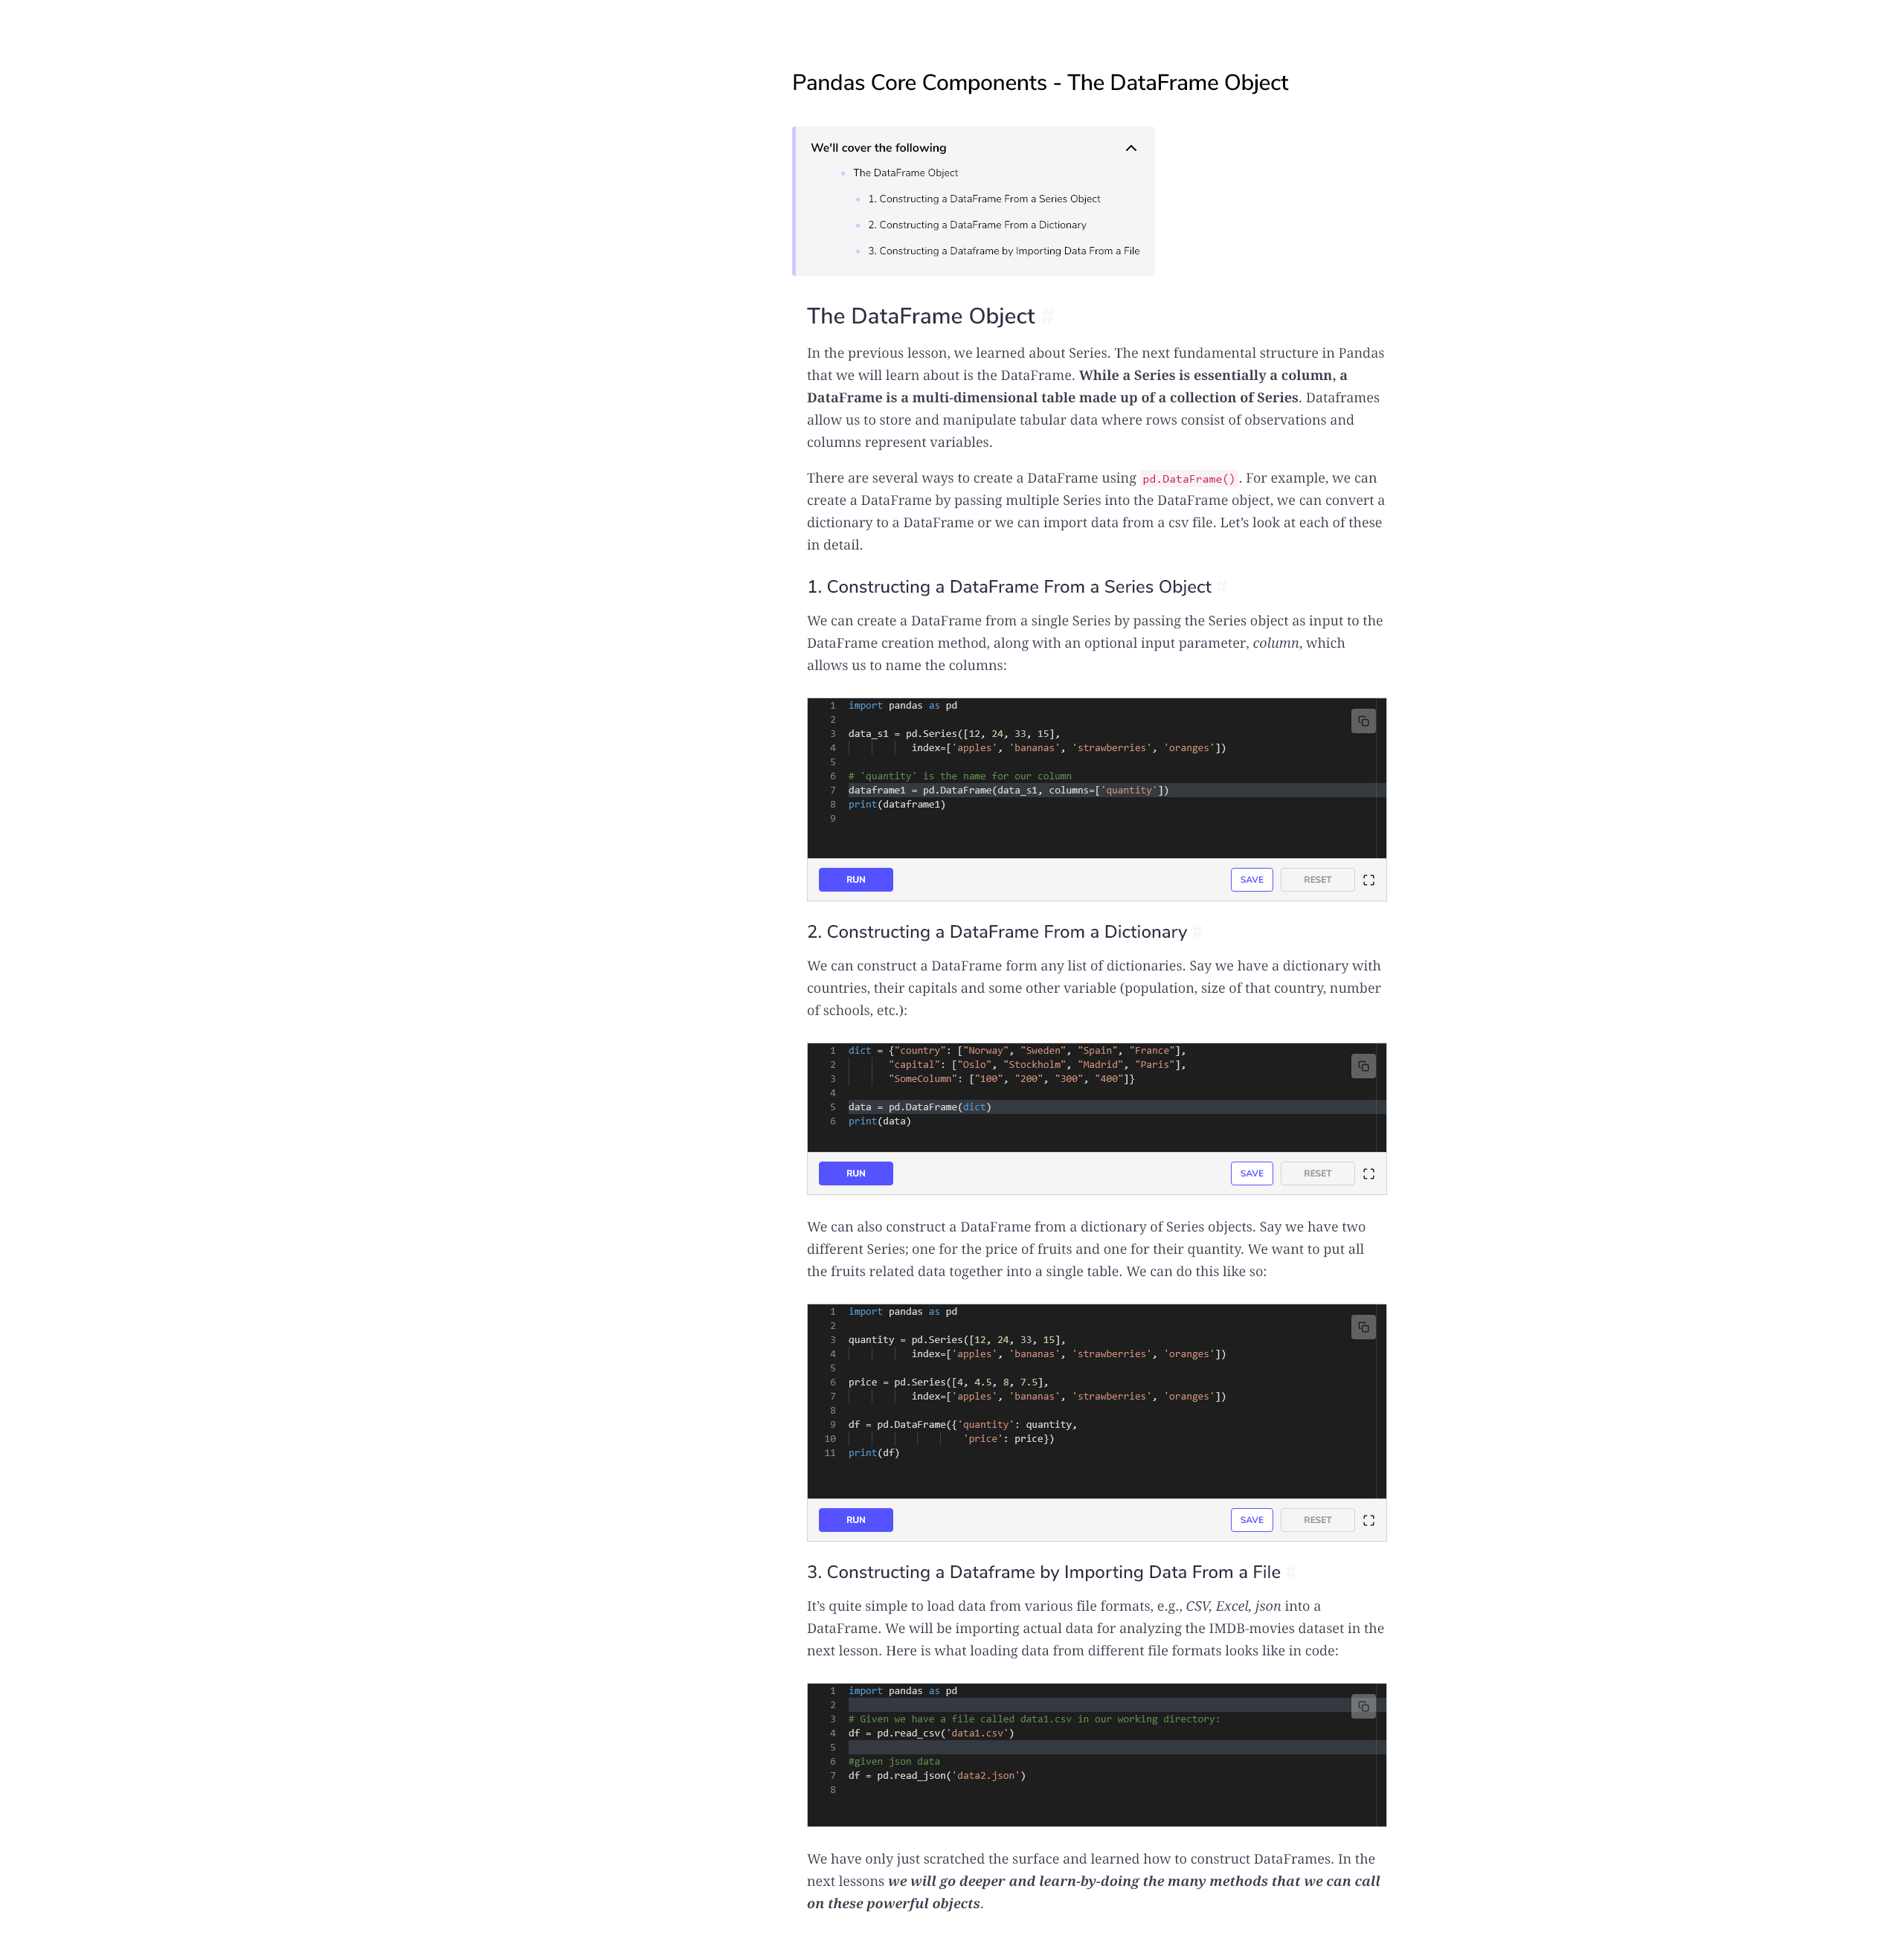 Pandas Core Components - The DataFrame Object
We'll cover the following
The DataFrame Object
1. Constructing a DataFrame From a Series Object
2. Constructing a DataFrame From a Dictionary
3. Constructing a Dataframe by Importing Data From a File
The DataFrame Object #
In the previous lesson, we learned about Series. The next fundamental structure in Pandas
that we will learn about is the DataFrame. While a Series is essentially a column, a
DataFrame is a multi-dimensional table made up of a collection of Series. Dataframes
allow us to store and manipulate tabular data where rows consist of observations and
columns represent variables.
There are several ways to create a DataFrame using pd.DataFrame(). For example, we can
create a DataFrame by passing multiple Series into the DataFrame object, we can convert a
dictionary to a DataFrame or we can import data from a csv file. Let’s look at each of these
in detail.
1. Constructing a DataFrame From a Series Object #
We can create a DataFrame from a single Series by passing the Series object as input to the
DataFrame creation method, along with an optional input parameter, column, which
allows us to name the columns:
1 import pandas as pd
2
3 data_s1 = pd.Series([12, 24, 33, 15],
4 index=['apples', 'bananas', 'strawberries', 'oranges'])
5
6 # 'quantity' is the name for our column
7 dataframe1 = pd.DataFrame(data_s1, columns=['quantity'])
8 print(dataframe1)
9
RUN SAVE RESET
2. Constructing a DataFrame From a Dictionary #
We can construct a DataFrame form any list of dictionaries. Say we have a dictionary with
countries, their capitals and some other variable (population, size of that country, number
of schools, etc.):
1 dict = {"country": ["Norway", "Sweden", "Spain", "France"],
2 "capital": ["Oslo", "Stockholm", "Madrid", "Paris"],
3 "SomeColumn": ["100", "200", "300", "400"]}
4
5 data = pd.DataFrame(dict)
6 print(data)
RUN SAVE RESET
We can also construct a DataFrame from a dictionary of Series objects. Say we have two
different Series; one for the price of fruits and one for their quantity. We want to put all
the fruits related data together into a single table. We can do this like so:
1 import pandas as pd
2
3 quantity = pd.Series([12, 24, 33, 15],
4 index=['apples', 'bananas', 'strawberries', 'oranges'])
5
6 price = pd.Series([4, 4.5, 8, 7.5],
7 index=['apples', 'bananas', 'strawberries', 'oranges'])
8
9 df = pd.DataFrame({'quantity': quantity,
10 'price': price})
11 print(df)
RUN SAVE RESET
3. Constructing a Dataframe by Importing Data From a File #
It’s quite simple to load data from various file formats, e.g., CSV, Excel, json into a
DataFrame. We will be importing actual data for analyzing the IMDB-movies dataset in the
next lesson. Here is what loading data from different file formats looks like in code:
1 import pandas as pd
2
3 # Given we have a file called data1.csv in our working directory:
4 df = pd.read_csv('data1.csv')
5
6 #given json data
7 df = pd.read_json('data2.json')
8
We have only just scratched the surface and learned how to construct DataFrames. In the
next lessons we will go deeper and learn-by-doing the many methods that we can call
on these powerful objects.